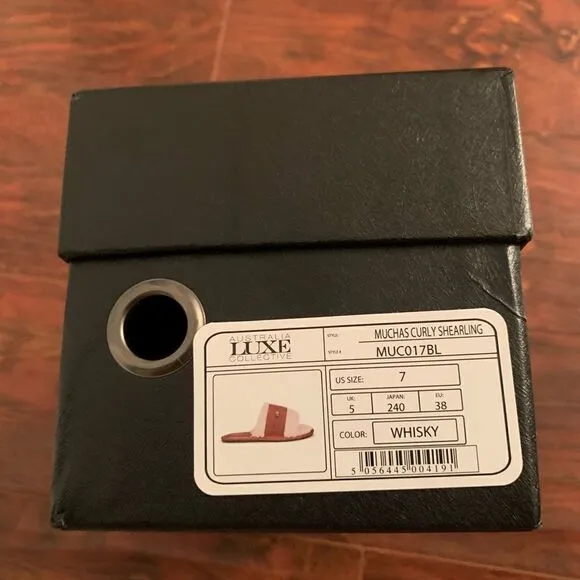 AUSTRALIA
LUXE
COLLECTIVE
STYLE: MUCHAS CURLY SHEARLING
STYLE # MUC017BL
US SIZE: 7
UK: 5 JAPAN: 240 EU: 38
COLOR: WHISKY
5 056445 004191